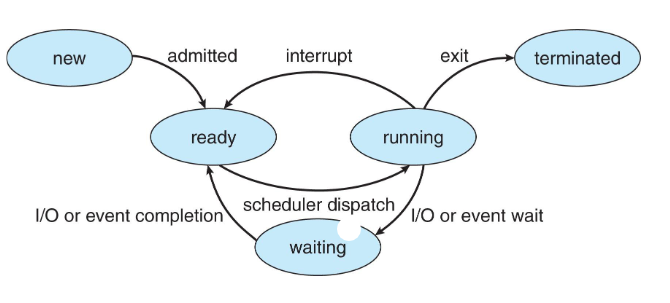 new
admitted
interrupt
exit
terminated
ready
running
I/O or event completion
scheduler dispatch
I/O or event wait
waiting